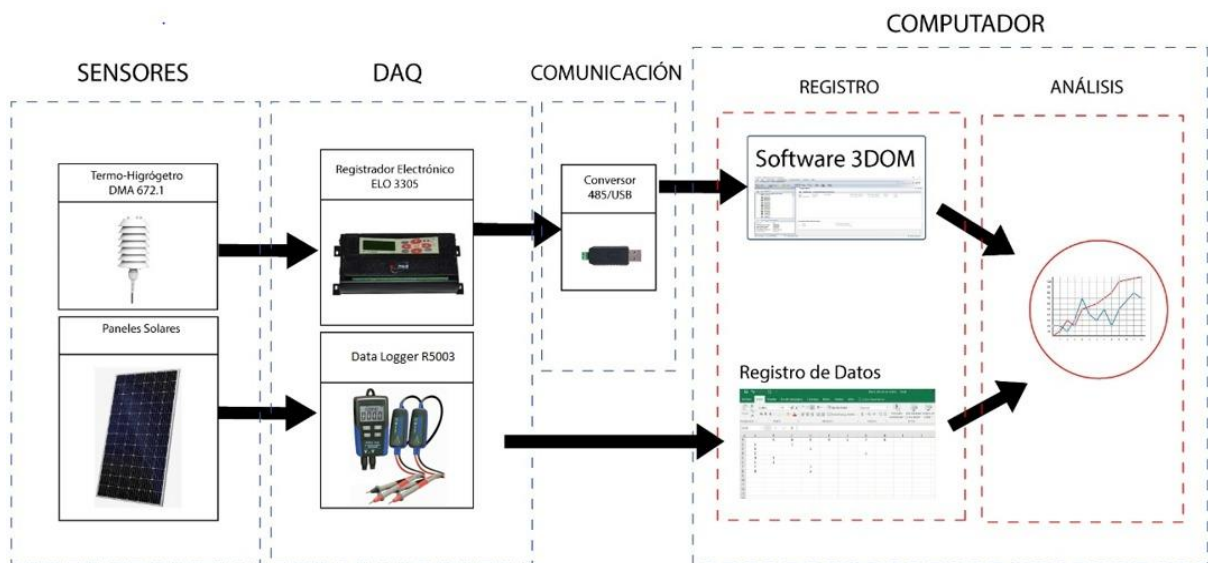 COMPUTADOR
SENSORES
DAQ
COMUNICACIÓN
REGISTRO
ANÁLISIS
Termo-Higrógetro
DMA 672.1
Registrador Electrónico
ELO 3305
Conversor
485/USB
Software 3DOM
Paneles Solares
Data Logger R5003
Registro de Datos